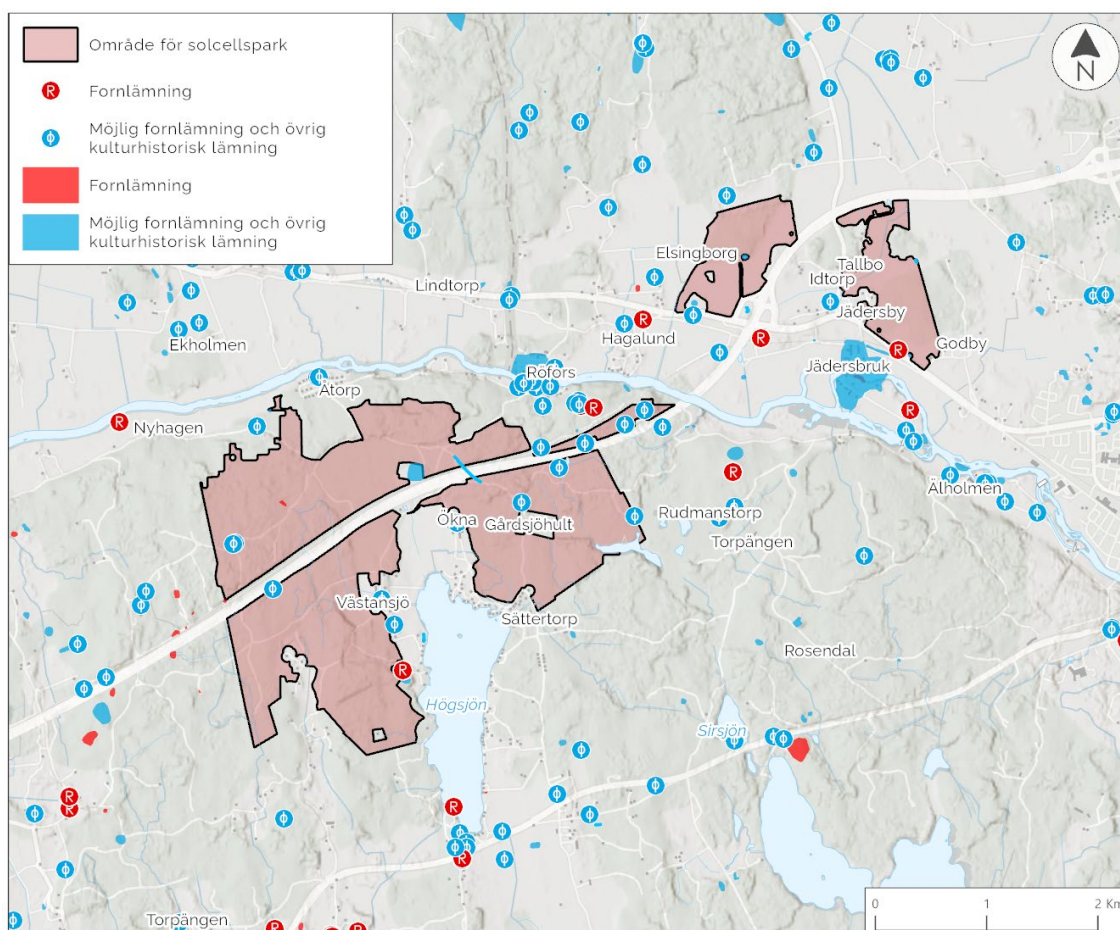 Område för solcellspark
R Fornlämning
Möjlig fornlämning och övrig
kulturhistorisk lämning
Fornlämning
Möjlig fornlämning och övrig
kulturhistorisk lämning
N
Elsingborg
Tallbo
Idtorp
Lindtorp
Jädersby
Hagalund
Godby
Ekholmen
Röfors
Jädersbruk
Åtorp
Nyhagen
Älholmen
Ökna
Gårdsjöhult
Rudmanstorp
Torpängen
Västansjö
Sättertorp
Rosendal
Högsjön
Sirsjön
Torpängen
0 1 2 Km